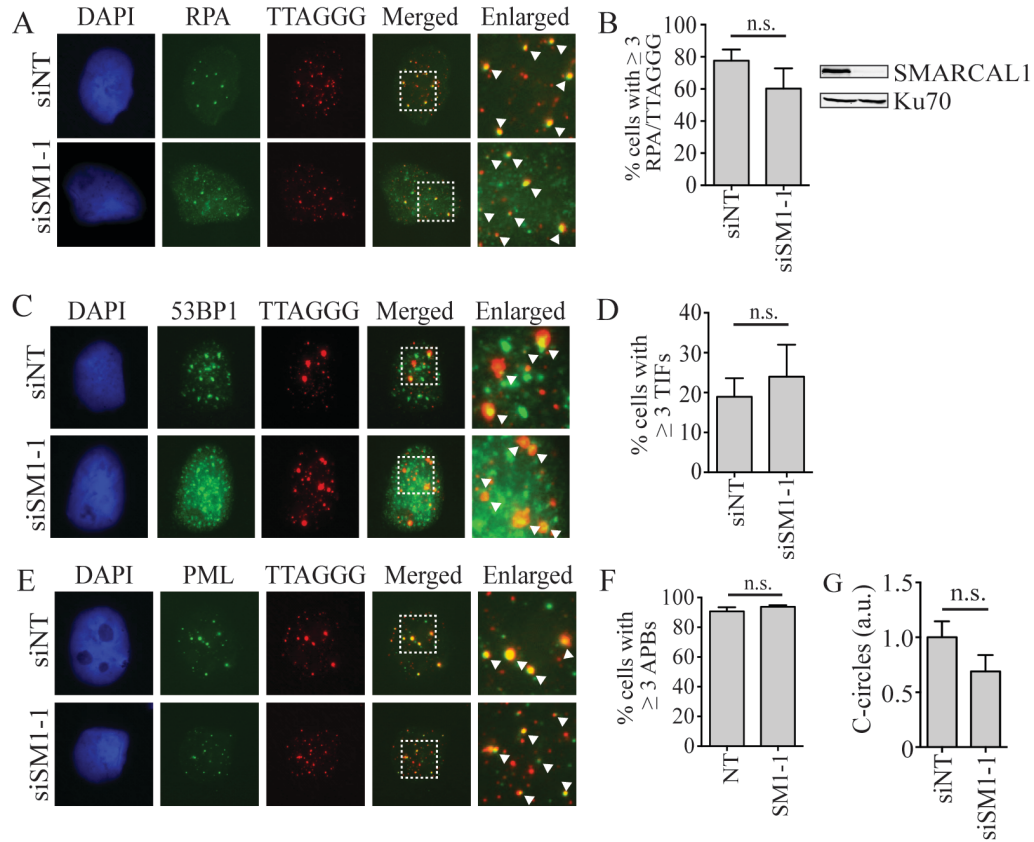 A
DAPI RPA TTAGGG Merged Enlarged
siNT
siSM1-1
B
n.s.
% cells with ≥ 3
RPA/TTAGGG
100
80
60
40
20
0
siNT
siSM1-1
SMARCAL1
Ku70
C
DAPI 53BP1 TTAGGG Merged Enlarged
siNT
siSM1-1
D
n.s.
% cells with
≥ 3 TIFs
40
30
20
10
0
siNT
siSM1-1
E
DAPI PML TTAGGG Merged Enlarged
siNT
siSM1-1
F
n.s.
% cells with
≥ 3 APBs
100
80
60
40
20
0
NT
SM1-1
G
n.s.
C-circles (a.u.)
1.5
1.0
0.5
0
siNT
siSM1-1